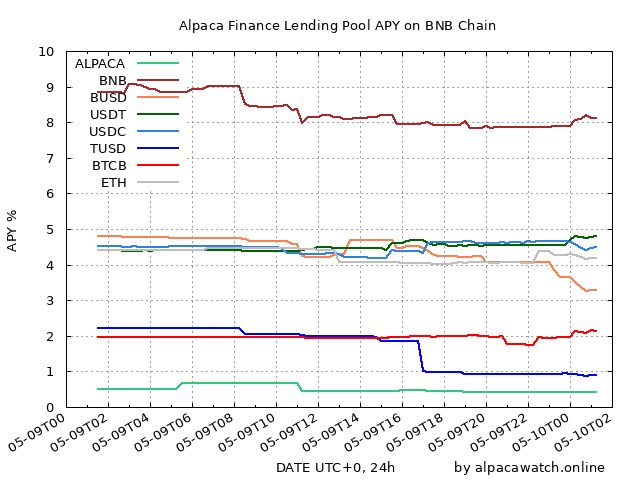 Alpaca Finance Lending Pool APY on BNB Chain
APY %
10
9
8
7
6
5
4
3
2
1
0
ALPACA
BNB
BUSD
USDT
USDC
TUSD
BTCB
ETH
05-09T00
05-09T02
05-09T04
05-09T06
05-09T08
05-09T10
05-09T12
05-09T14
05-09T16
05-09T18
05-09T20
05-09T22
05-10T00
05-10T02
DATE UTC+0, 24h
by alpacawatch.online